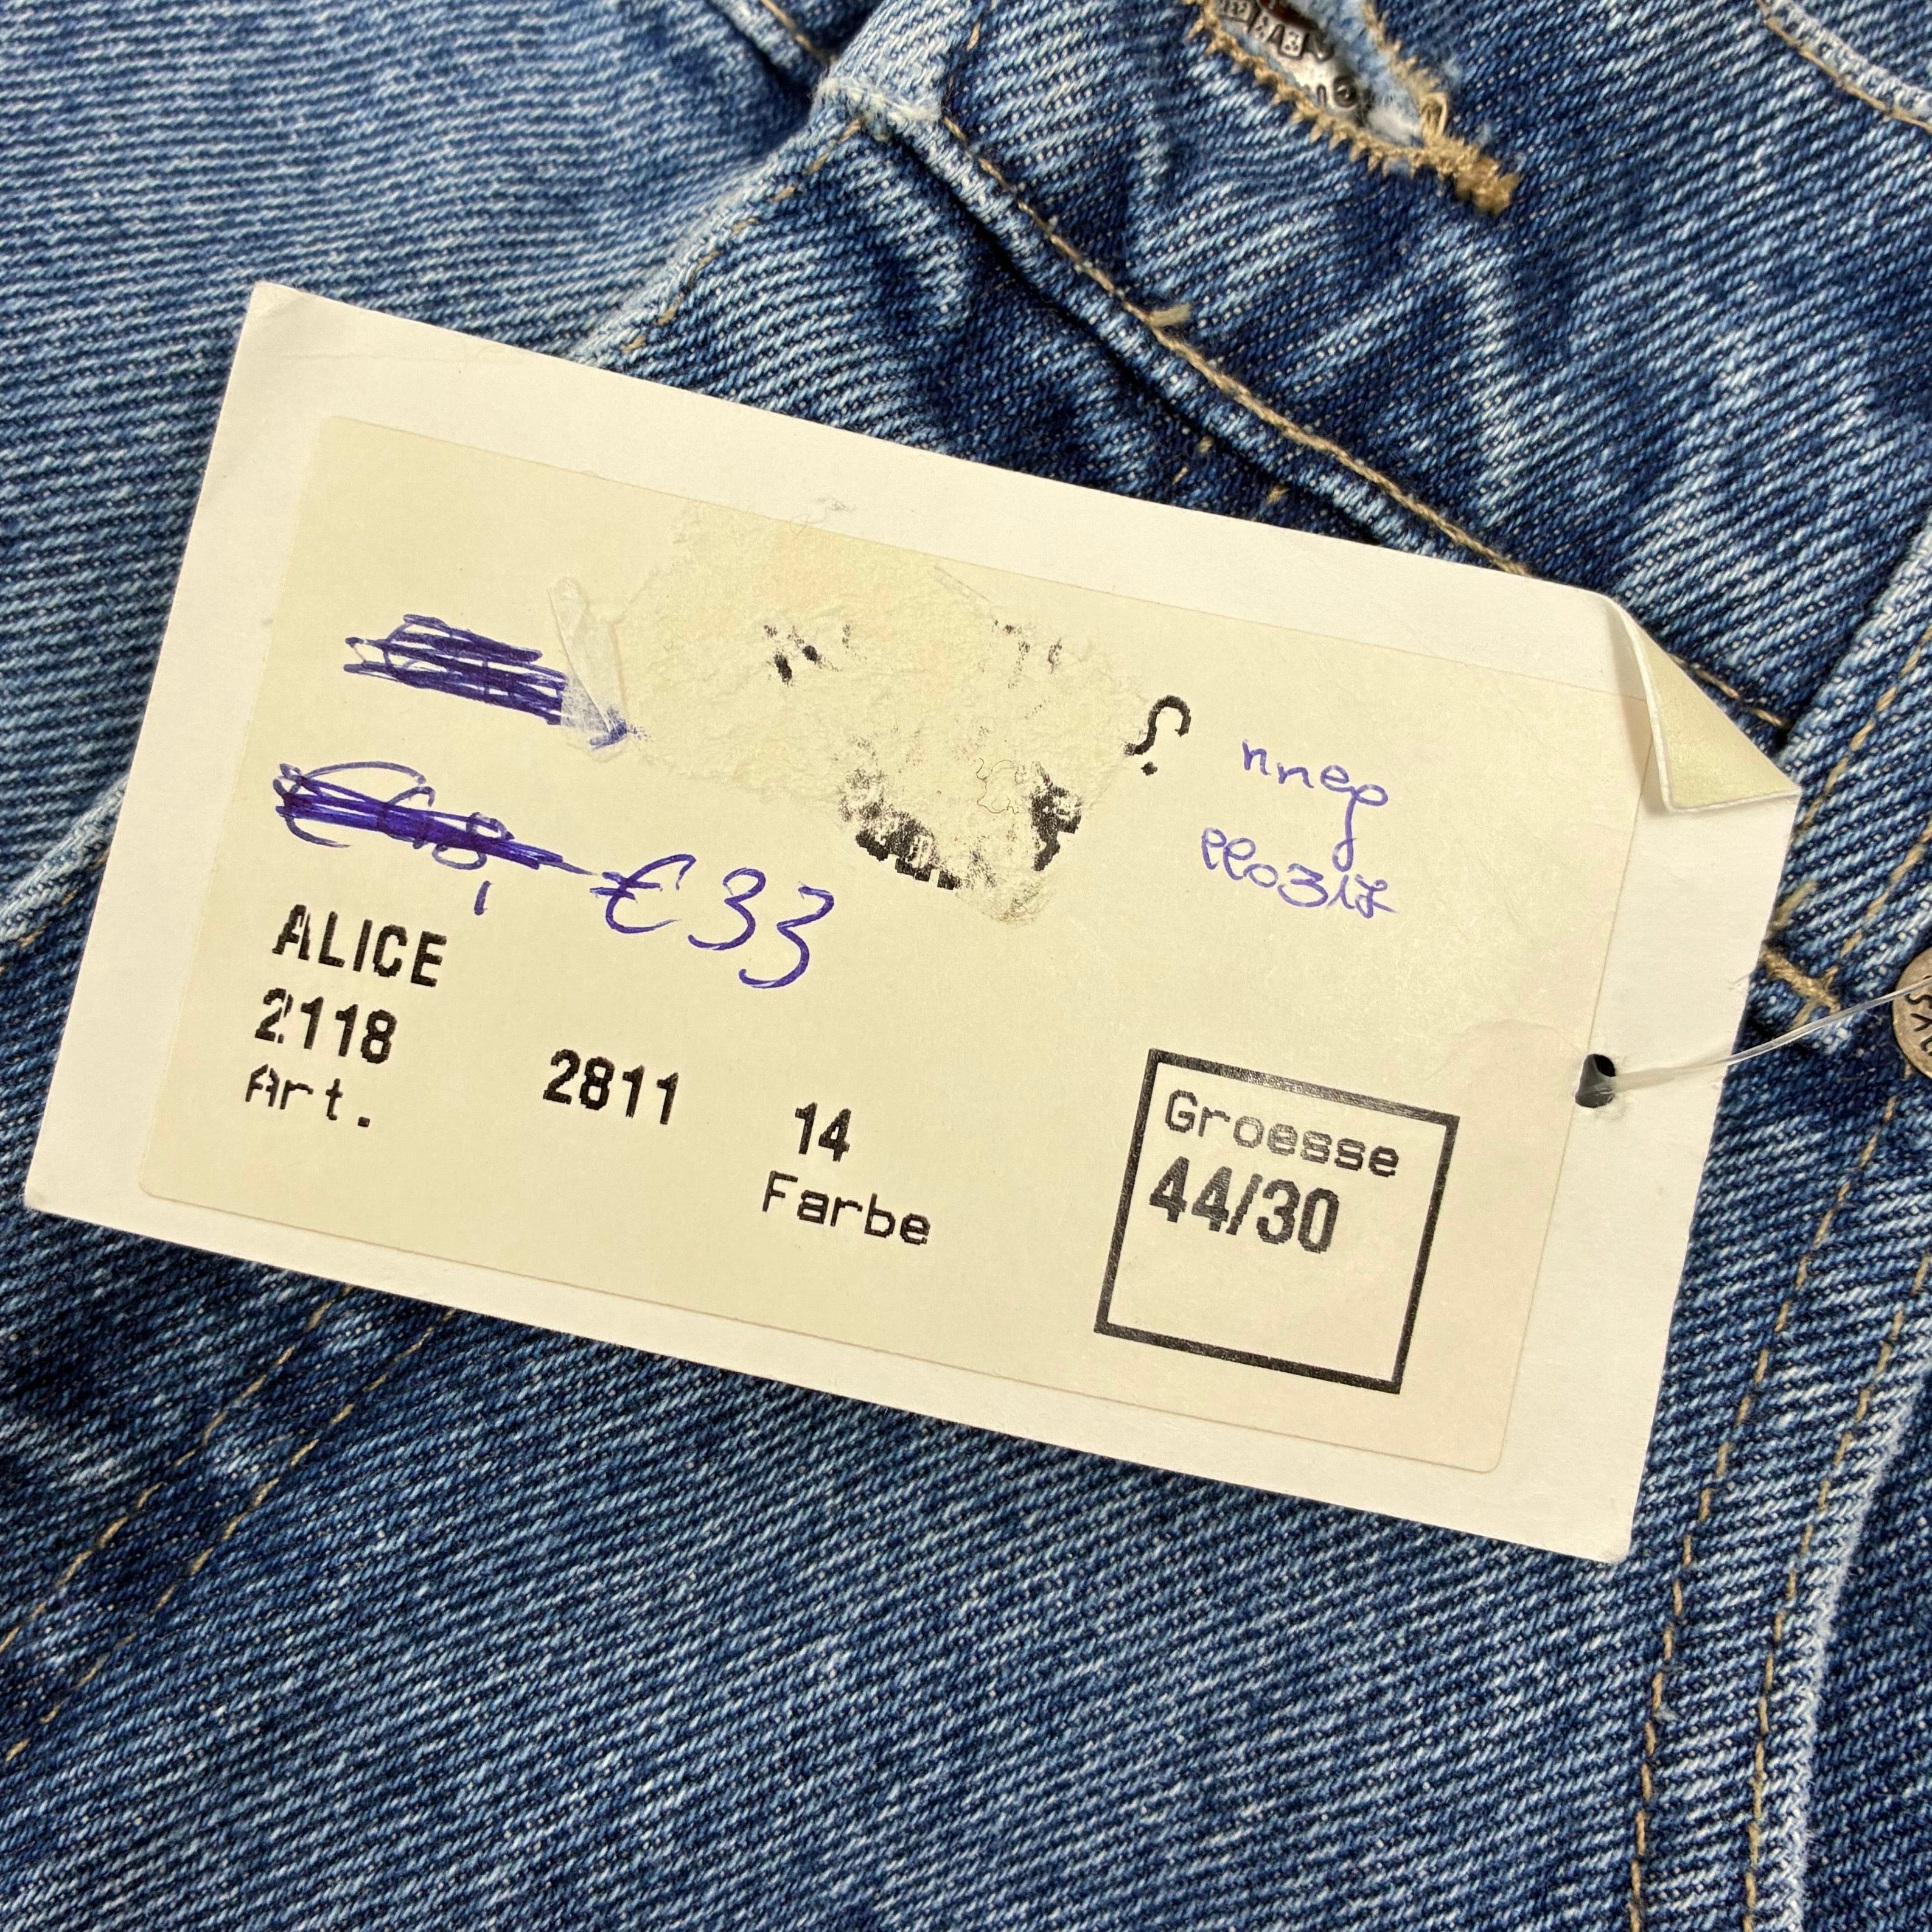 € 33
ALICE
2118
Art.
2811
14
Farbe
Groesse
44/30